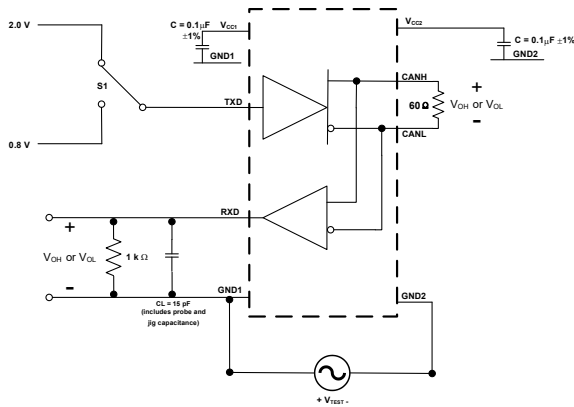 2.0 V
C = 0.1µF
±1%
VCC1
GND1
VCC2
C = 0.1µF ±1%
GND2
S1
TXD
CANH
60 Ω
+
VOH or VOL
-
CANL
0.8 V
RXD
+
VOH or VOL
-
1 k Ω
CL = 15 pF
(includes probe and
jig capacitance)
GND1
GND2
+ VTEST -